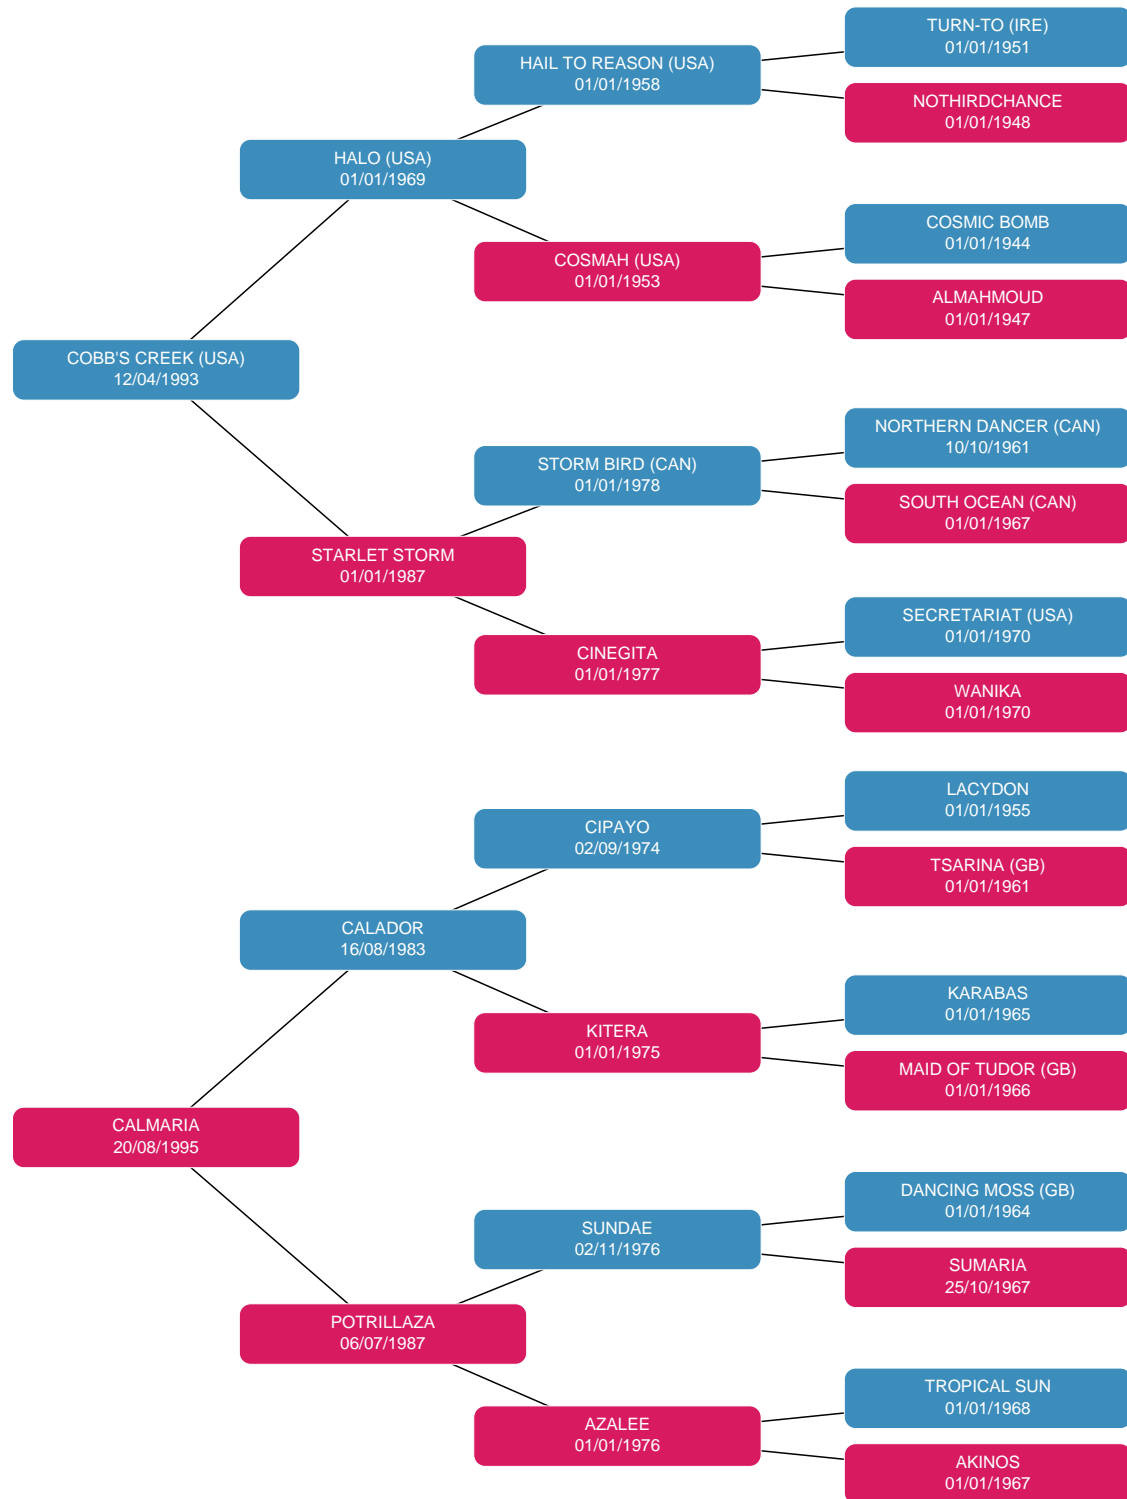 TURN-TO (IRE)
01/01/1951
HAIL TO REASON (USA)
01/01/1958
NOTHIRDCHANCE
01/01/1948
HALO (USA)
01/01/1969
COSMIC BOMB
01/01/1944
COSMAH (USA)
01/01/1953
ALMAHMOUD
01/01/1947
COBB'S CREEK (USA)
12/04/1993
NORTHERN DANCER (CAN)
10/10/1961
STORM BIRD (CAN)
01/01/1978
SOUTH OCEAN (CAN)
01/01/1967
STARLET STORM
01/01/1987
SECRETARIAT (USA)
01/01/1970
CINEGITA
01/01/1977
WANIKA
01/01/1970
LACYDON
01/01/1955
CIPAYO
02/09/1974
TSARINA (GB)
01/01/1961
CALADOR
16/08/1983
KARABAS
01/01/1965
KITERA
01/01/1975
MAID OF TUDOR (GB)
01/01/1966
CALMARIA
20/08/1995
DANCING MOSS (GB)
01/01/1964
SUNDAE
02/11/1976
SUMARIA
25/10/1967
POTRILLAZA
06/07/1987
TROPICAL SUN
01/01/1968
AZALEE
01/01/1976
AKINOS
01/01/1967